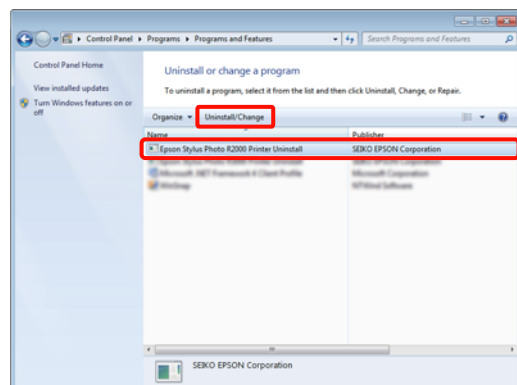 Control Panel ▸ Programs ▸ Programs and Features
Search Programs and Features
Control Panel Home
View installed updates
Turn Windows features on or
off
Uninstall or change a program
To uninstall a program, select it from the list and then click Uninstall, Change, or Repair.
Organize
Uninstall/Change
Name Publisher
Epson Stylus Photo R2000 Printer Uninstall SEIKO EPSON Corporation
SEIKO EPSON Corporation